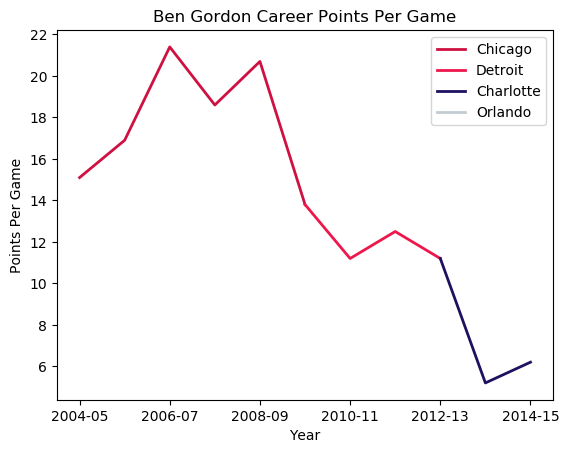 Ben Gordon Career Points Per Game
22
20
18
16
14
12
10
8
6
Points Per Game
Chicago
Detroit
Charlotte
Orlando
2004-05 2006-07 2008-09 2010-11 2012-13 2014-15
Year